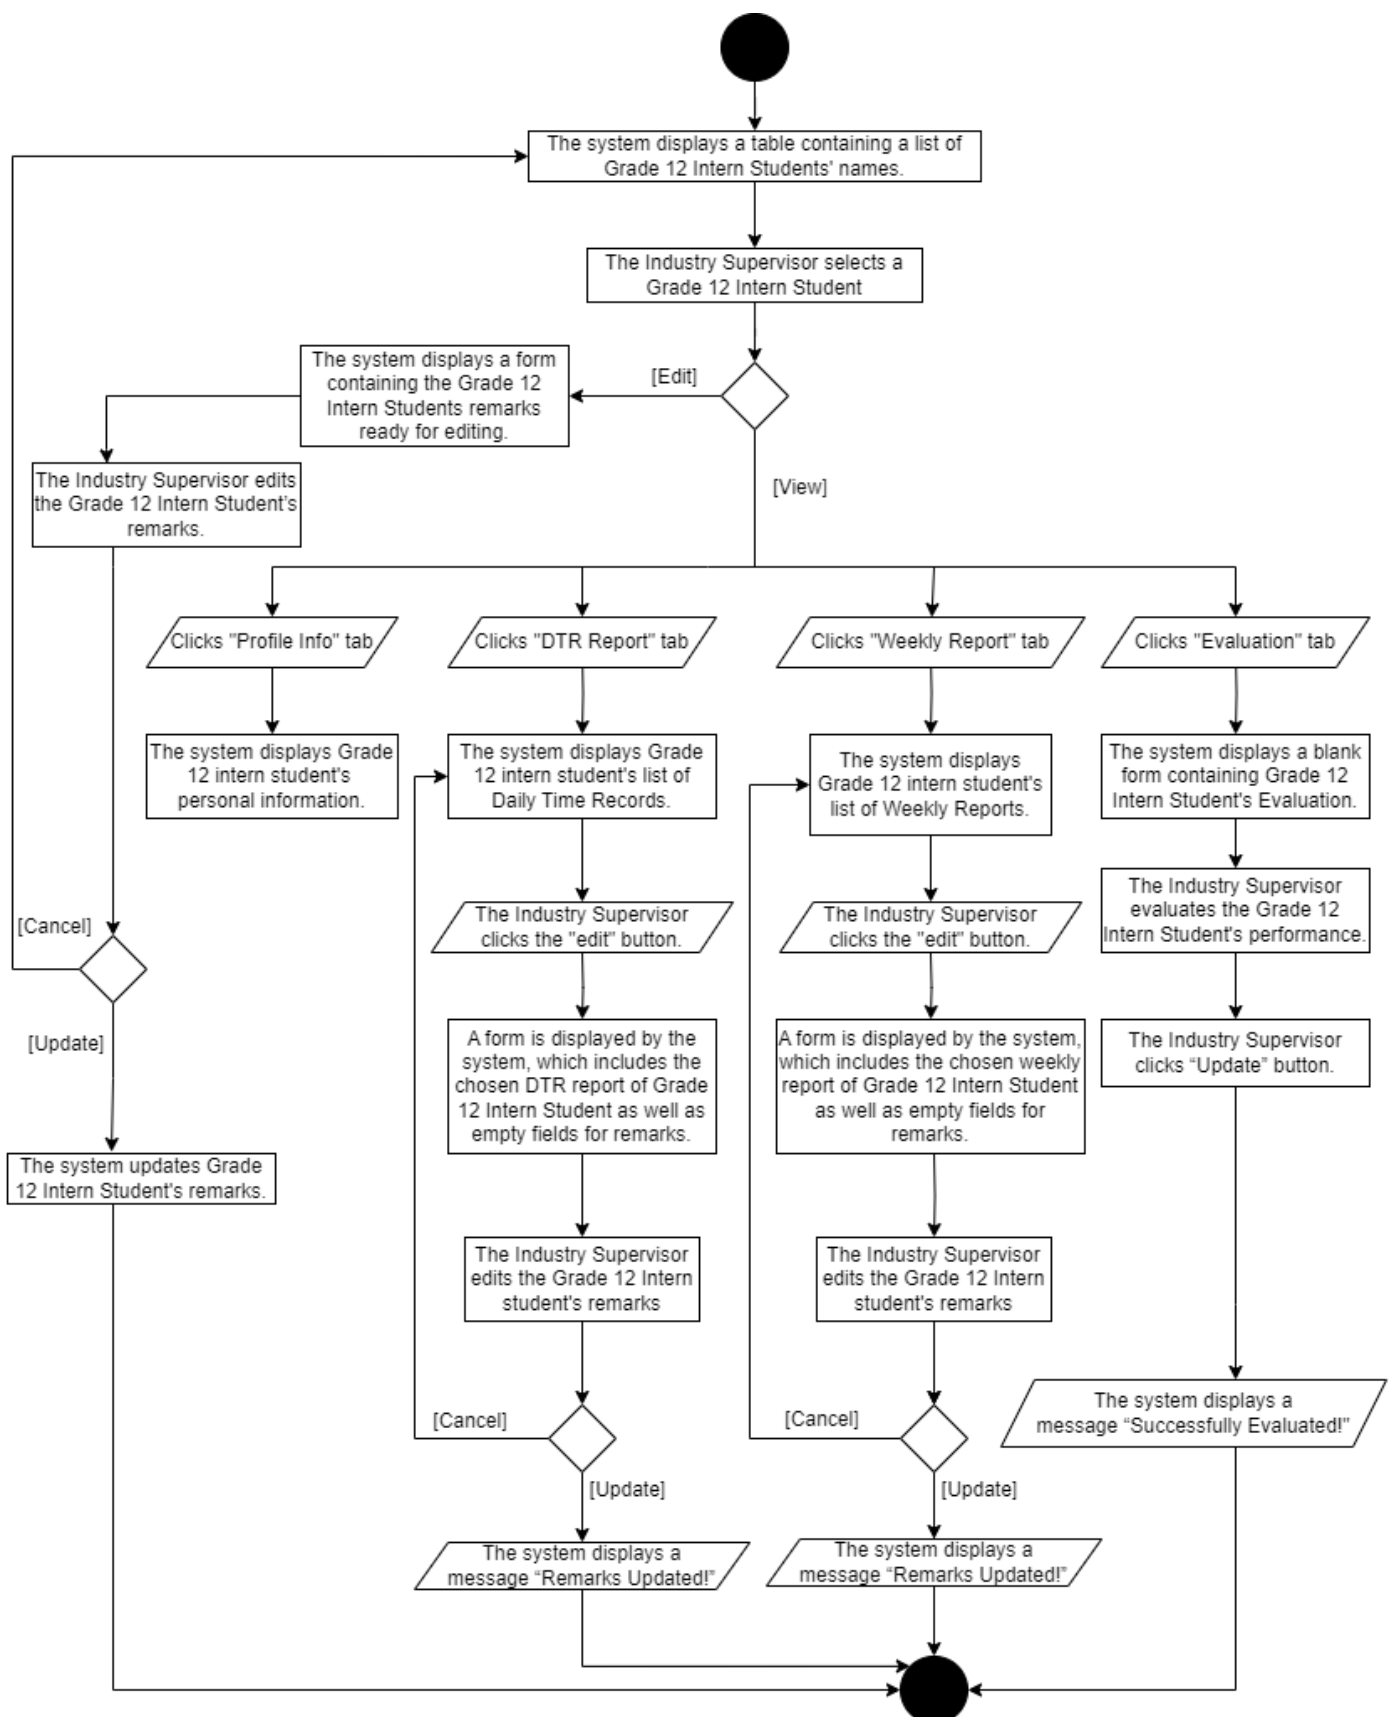 The system displays a table containing a list of
Grade 12 Intern Students' names.
The Industry Supervisor selects a
Grade 12 Intern Student
[Edit]
The system displays a form
containing the Grade 12
Intern Students remarks
ready for editing.
The Industry Supervisor edits
the Grade 12 Intern Student's
remarks.
[View]
Clicks "Profile Info" tab
Clicks "DTR Report" tab
Clicks "Weekly Report" tab
Clicks "Evaluation" tab
The system displays Grade
12 intern student's
personal information.
The system displays Grade
12 intern student's list of
Daily Time Records.
The system displays
Grade 12 intern student's
list of Weekly Reports.
The system displays a blank
form containing Grade 12
Intern Student's Evaluation.
The Industry Supervisor
clicks the "edit" button.
The Industry Supervisor
clicks the "edit" button.
The Industry Supervisor
evaluates the Grade 12
Intern Student's performance.
[Cancel]
[Update]
A form is displayed by the
system, which includes the
chosen DTR report of Grade
12 Intern Student as well as
empty fields for remarks.
A form is displayed by the system,
which includes the chosen weekly
report of Grade 12 Intern Student
as well as empty fields for
remarks.
The Industry Supervisor
clicks “Update” button.
The system updates Grade
12 Intern Student's remarks.
The Industry Supervisor
edits the Grade 12 Intern
student's remarks
The Industry Supervisor
edits the Grade 12 Intern
student's remarks
[Cancel]
[Update]
[Cancel]
[Update]
The system displays a
message “Successfully Evaluated!”
The system displays a
message “Remarks Updated!”
The system displays a
message “Remarks Updated!”